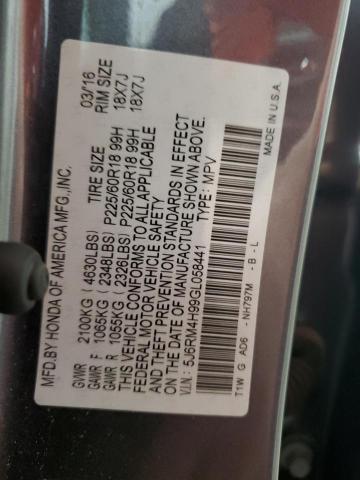 MFD.BY HONDA OF AMERICA MFG.,INC. 03/16
TIRE SIZE RIM SIZE
GVWR 2100KG (4630LBS)
GAWR F 1065KG (2348LBS) P225/60R18 99H 18X7J
GAWR R 1055KG (2326LBS) P225/60R18 99H 18X7J
THIS VEHICLE CONFORMS TO ALL APPLICABLE
FEDERAL MOTOR VEHICLE SAFETY
AND THEFT PREVENTION STANDARDS IN EFFECT
ON THE DATE OF MANUFACTURE SHOWN ABOVE.
V.I.N.: 5J6RM4H99GL058441 TYPE: MPV
T1W G AD6 - NH797M - B - L
MADE IN U.S.A.